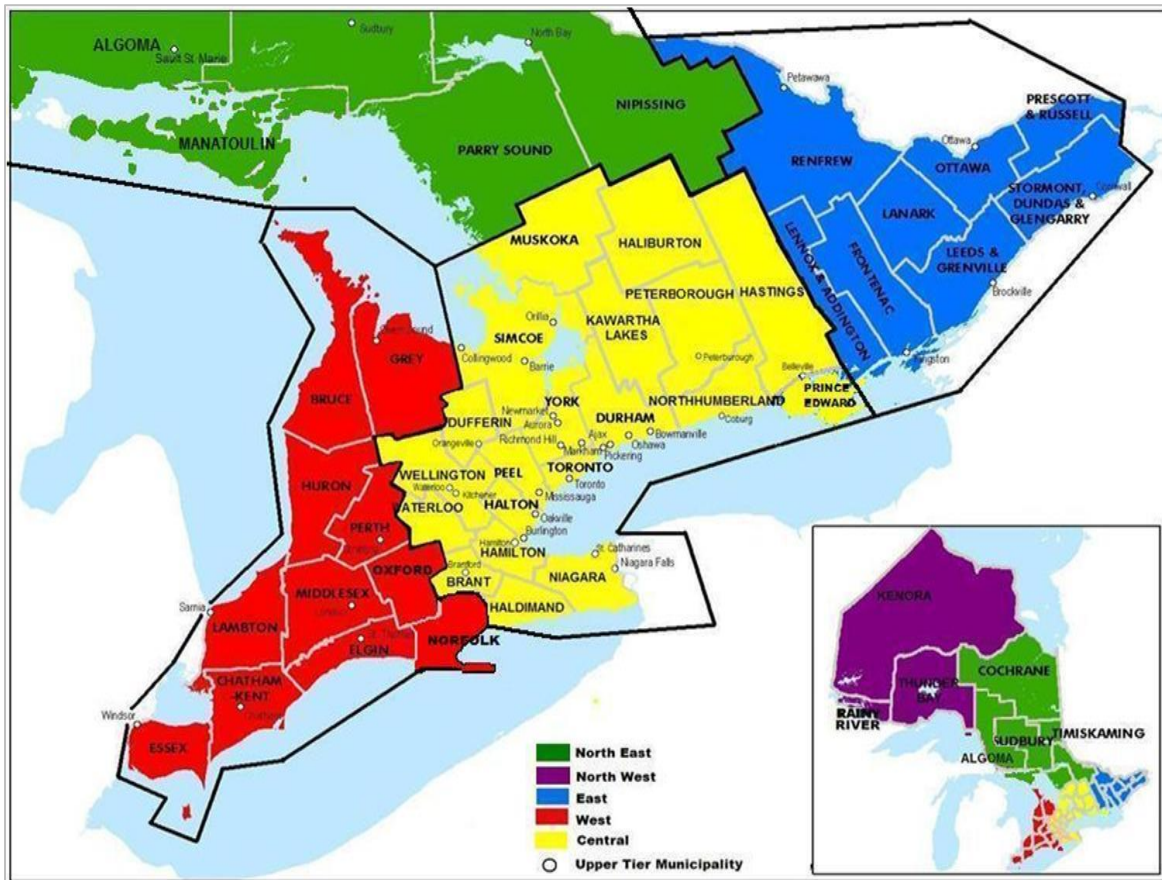 ALGOMA
Sault St. Marie
Sudbury
North Bay
MANATOULIN
PARRY SOUND
NIPISSING
Petawawa
PRESCOTT
& RUSSELL
Ottawa
RENFREW
OTTAWA
STORMONT,
DUNDAS &
GLENGARRY
Cornwall
LANARK
LEEDS &
GRENVILLE
Brockville
LENNOX & ADDINGTON
FRONTENAC
Kingston
MUSKOKA
HALIBURTON
PETERBOROUGH
HASTINGS
Orillia
KAWARTHA
LAKES
SIMCOE
Collingwood
Barrie
Peterburough
Belleville
PRINCE
EDWARD
GREY
BRUCE
YORK
Newmarket
Aurora
DUFFERIN
DURHAM
NORTHHUMBERLAND
Coburg
Orangeville
Richmond Hill
Ajax
Bowmanville
Oshawa
Markham
Pickering
WELLINGTON
PEEL
TORONTO
Toronto
HURON
Waterloo
Kitchener
WATERLOO
HALTON
Mississauga
Oakville
PERTH
Burlington
Hamilton
HAMILTON
St. Catharines
Niagara Falls
OXFORD
Branford
BRANT
NIAGARA
HALDIMAND
MIDDLESEX
London
Sarnia
LAMBTON
St. Thomas
ELGIN
NORFOLK
CHATHAM
-KENT
Chatham
Windsor
ESSEX
North East
North West
East
West
Central
Upper Tier Municipality
KENORA
COCHRANE
THUNDER
BAY
RAINY
RIVER
TIMISKAMING
SUDBURY
ALGOMA